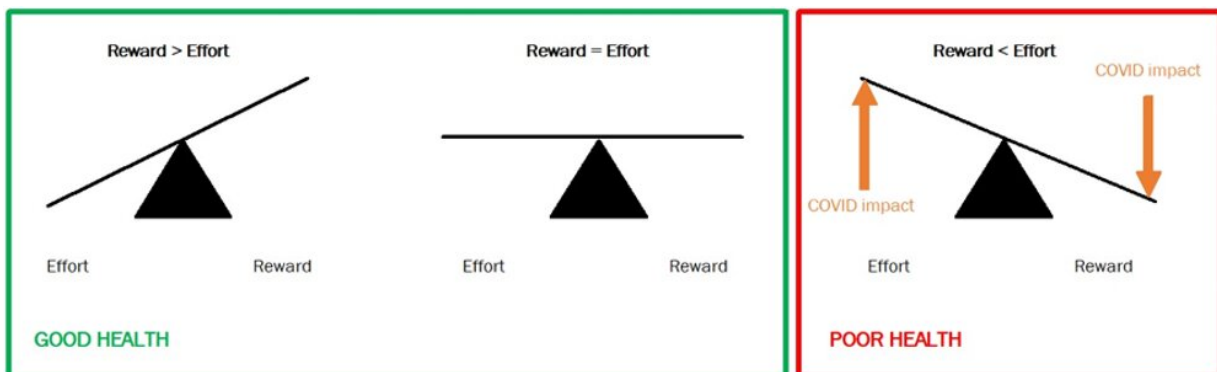 Reward > Effort
Effort
Reward
Reward = Effort
Effort
Reward
GOOD HEALTH
Reward < Effort
COVID impact
COVID impact
Effort
Reward
POOR HEALTH